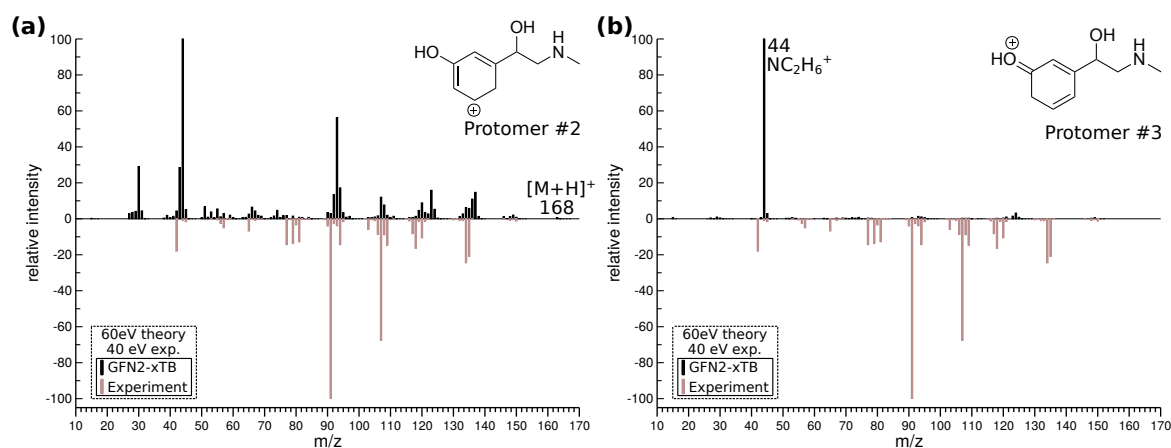 (a)
100
80
60
40
20
0
-20
-40
-60
-80
-100
relative intensity
10 20 30 40 50 60 70 80 90 100 110 120 130 140 150 160 170
m/z
OH
HO
H
N
⊕
Protomer #2
[M+H]⁺
168
60eV theory
40 eV exp.
GFN2-xTB
Experiment
(b)
100
80
60
40
20
0
-20
-40
-60
-80
-100
relative intensity
10 20 30 40 50 60 70 80 90 100 110 120 130 140 150 160 170
m/z
44
NC₂H₆⁺
OH
⊕
HO
H
N
Protomer #3
60eV theory
40 eV exp.
GFN2-xTB
Experiment